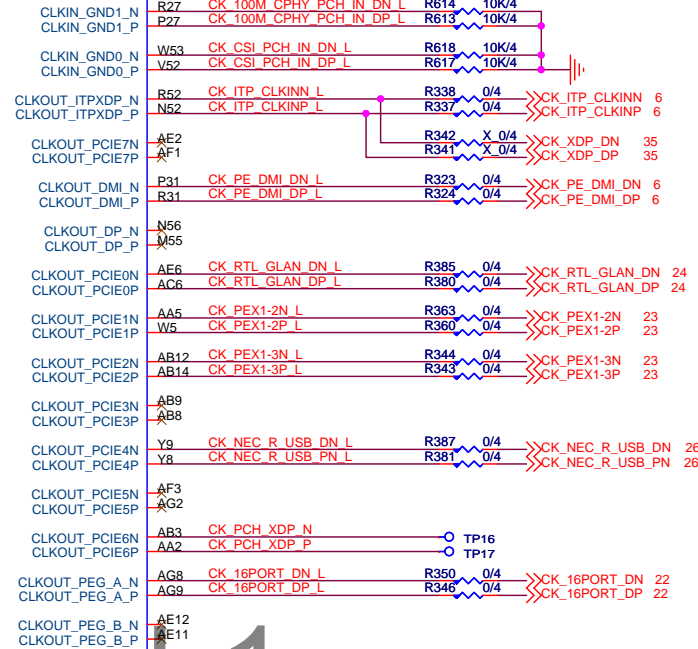 CLKIN_GND1_N R27 CK_100M_CPHY_PCH_IN_DN_L R614 10K/4
CLKIN_GND1_P P27 CK_100M_CPHY_PCH_IN_DP_L R613 10K/4
CLKIN_GND0_N W53 CK_CSI_PCH_IN_DN_L R618 10K/4
CLKIN_GND0_P V52 CK_CSI_PCH_IN_DP_L R617 10K/4
CLKOUT_ITPXDP_N R52 CK_ITP_CLKINN_L R338 0/4 CK_ITP_CLKINN 6
CLKOUT_ITPXDP_P N52 CK_ITP_CLKINP_L R337 0/4 CK_ITP_CLKINP 6
CLKOUT_PCIE7N AE2 R342 X_0/4 CK_XDP_DN 35
CLKOUT_PCIE7P AF1 R341 X_0/4 CK_XDP_DP 35
CLKOUT_DMI_N P31 CK_PE_DMI_DN_L R323 0/4 CK_PE_DMI_DN 6
CLKOUT_DMI_P R31 CK_PE_DMI_DP_L R324 0/4 CK_PE_DMI_DP 6
CLKOUT_DP_N N56
CLKOUT_DP_P M55
CLKOUT_PCIE0N AE6 CK_RTL_GLAN_DN_L R385 0/4 CK_RTL_GLAN_DN 24
CLKOUT_PCIE0P AC6 CK_RTL_GLAN_DP_L R380 0/4 CK_RTL_GLAN_DP 24
CLKOUT_PCIE1N AA5 CK_PEX1-2N_L R363 0/4 CK_PEX1-2N 23
CLKOUT_PCIE1P W5 CK_PEX1-2P_L R360 0/4 CK_PEX1-2P 23
CLKOUT_PCIE2N AB12 CK_PEX1-3N_L R344 0/4 CK_PEX1-3N 23
CLKOUT_PCIE2P AB14 CK_PEX1-3P_L R343 0/4 CK_PEX1-3P 23
CLKOUT_PCIE3N AB9
CLKOUT_PCIE3P AB8
CLKOUT_PCIE4N Y9 CK_NEC_R_USB_DN_L R387 0/4 CK_NEC_R_USB_DN 26
CLKOUT_PCIE4P Y8 CK_NEC_R_USB_PN_L R381 0/4 CK_NEC_R_USB_PN 26
CLKOUT_PCIE5N AF3
CLKOUT_PCIE5P AG2
CLKOUT_PCIE6N AB3 CK_PCH_XDP_N TP16
CLKOUT_PCIE6P AA2 CK_PCH_XDP_P TP17
CLKOUT_PEG_A_N AG8 CK_16PORT_DN_L R350 0/4 CK_16PORT_DN 22
CLKOUT_PEG_A_P AG9 CK_16PORT_DP_L R346 0/4 CK_16PORT_DP 22
CLKOUT_PEG_B_N AE12
CLKOUT_PEG_B_P AE11